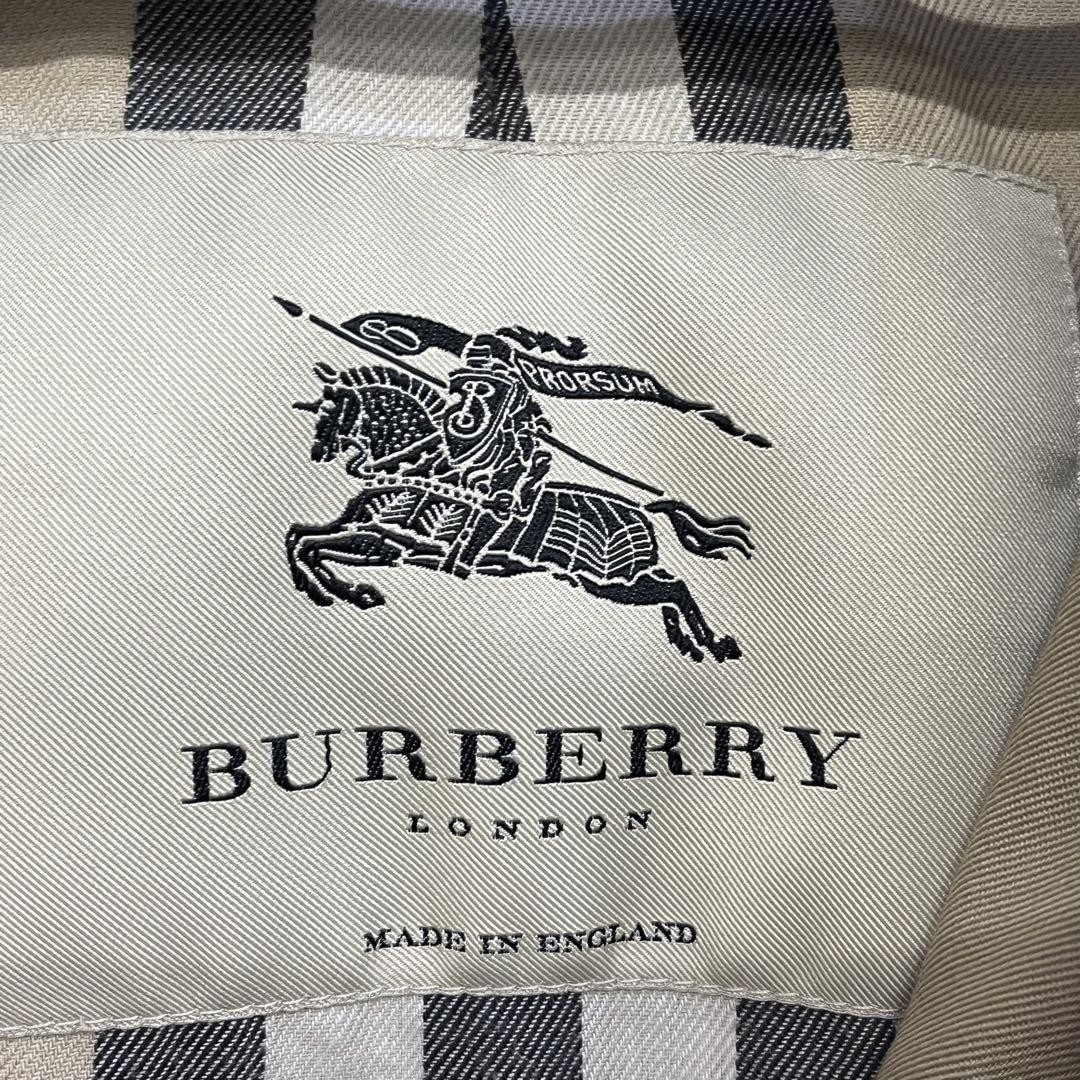 B
PRORSUM
B
BURBERRY
LONDON
MADE IN ENGLAND